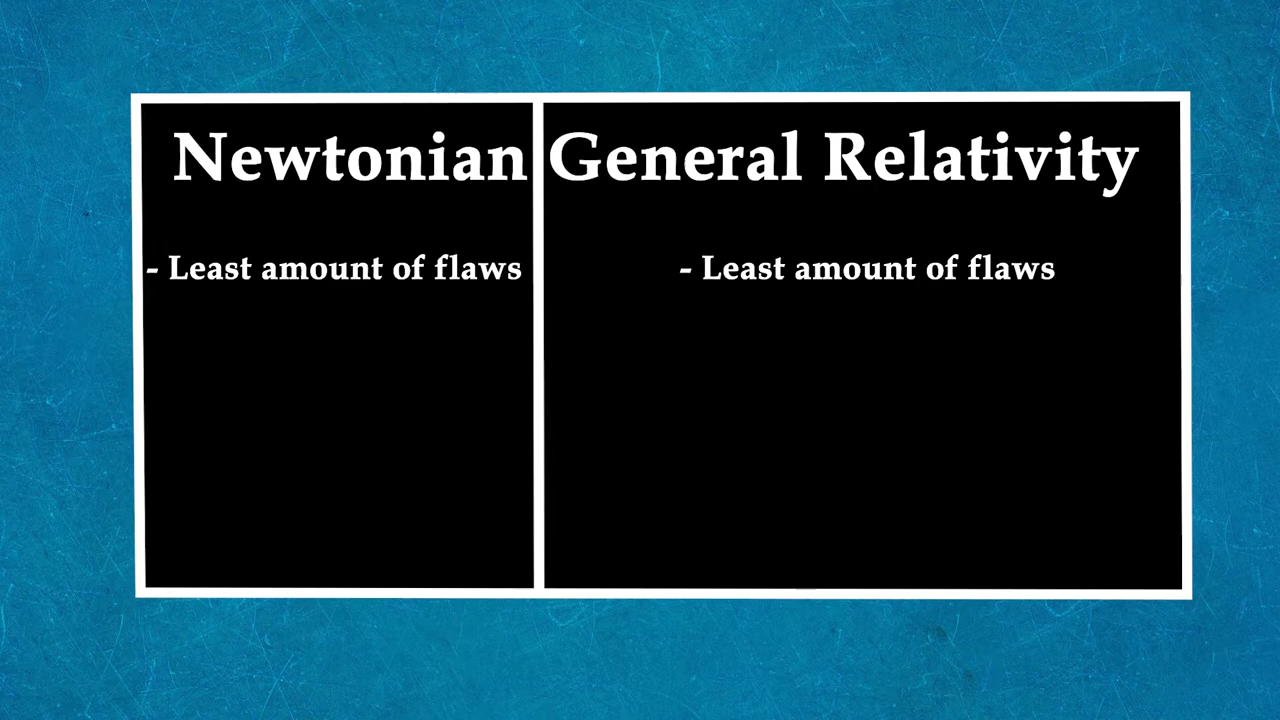 Newtonian
- Least amount of flaws
General Relativity
- Least amount of flaws